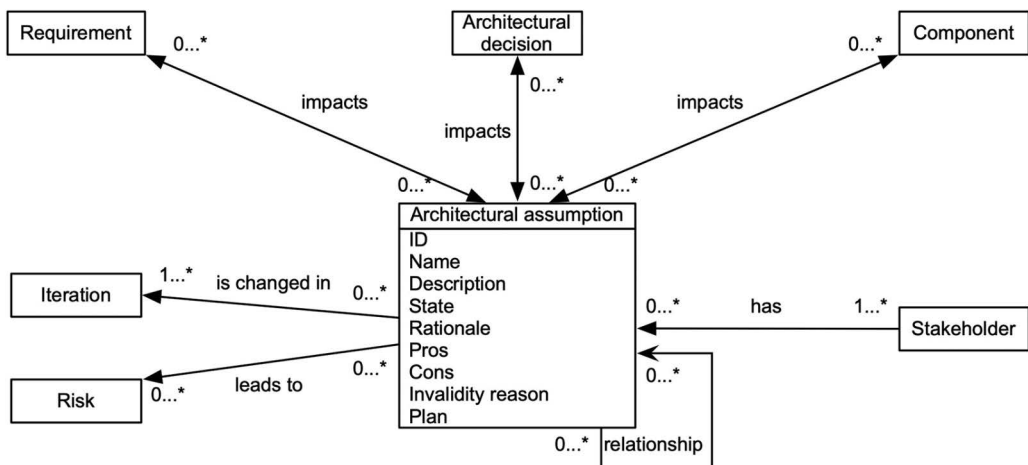 Requirement
Architectural
decision
Component
0...*
0...*
0...*
impacts
impacts
impacts
0...*
0...*
0...*
Architectural assumption
ID
Name
Description
State
Rationale
Pros
Cons
Invalidity reason
Plan
Iteration
1...*
is changed in
0...*
Risk
0...*
leads to
0...*
0...*
has
1...*
Stakeholder
0...*
0...*
relationship